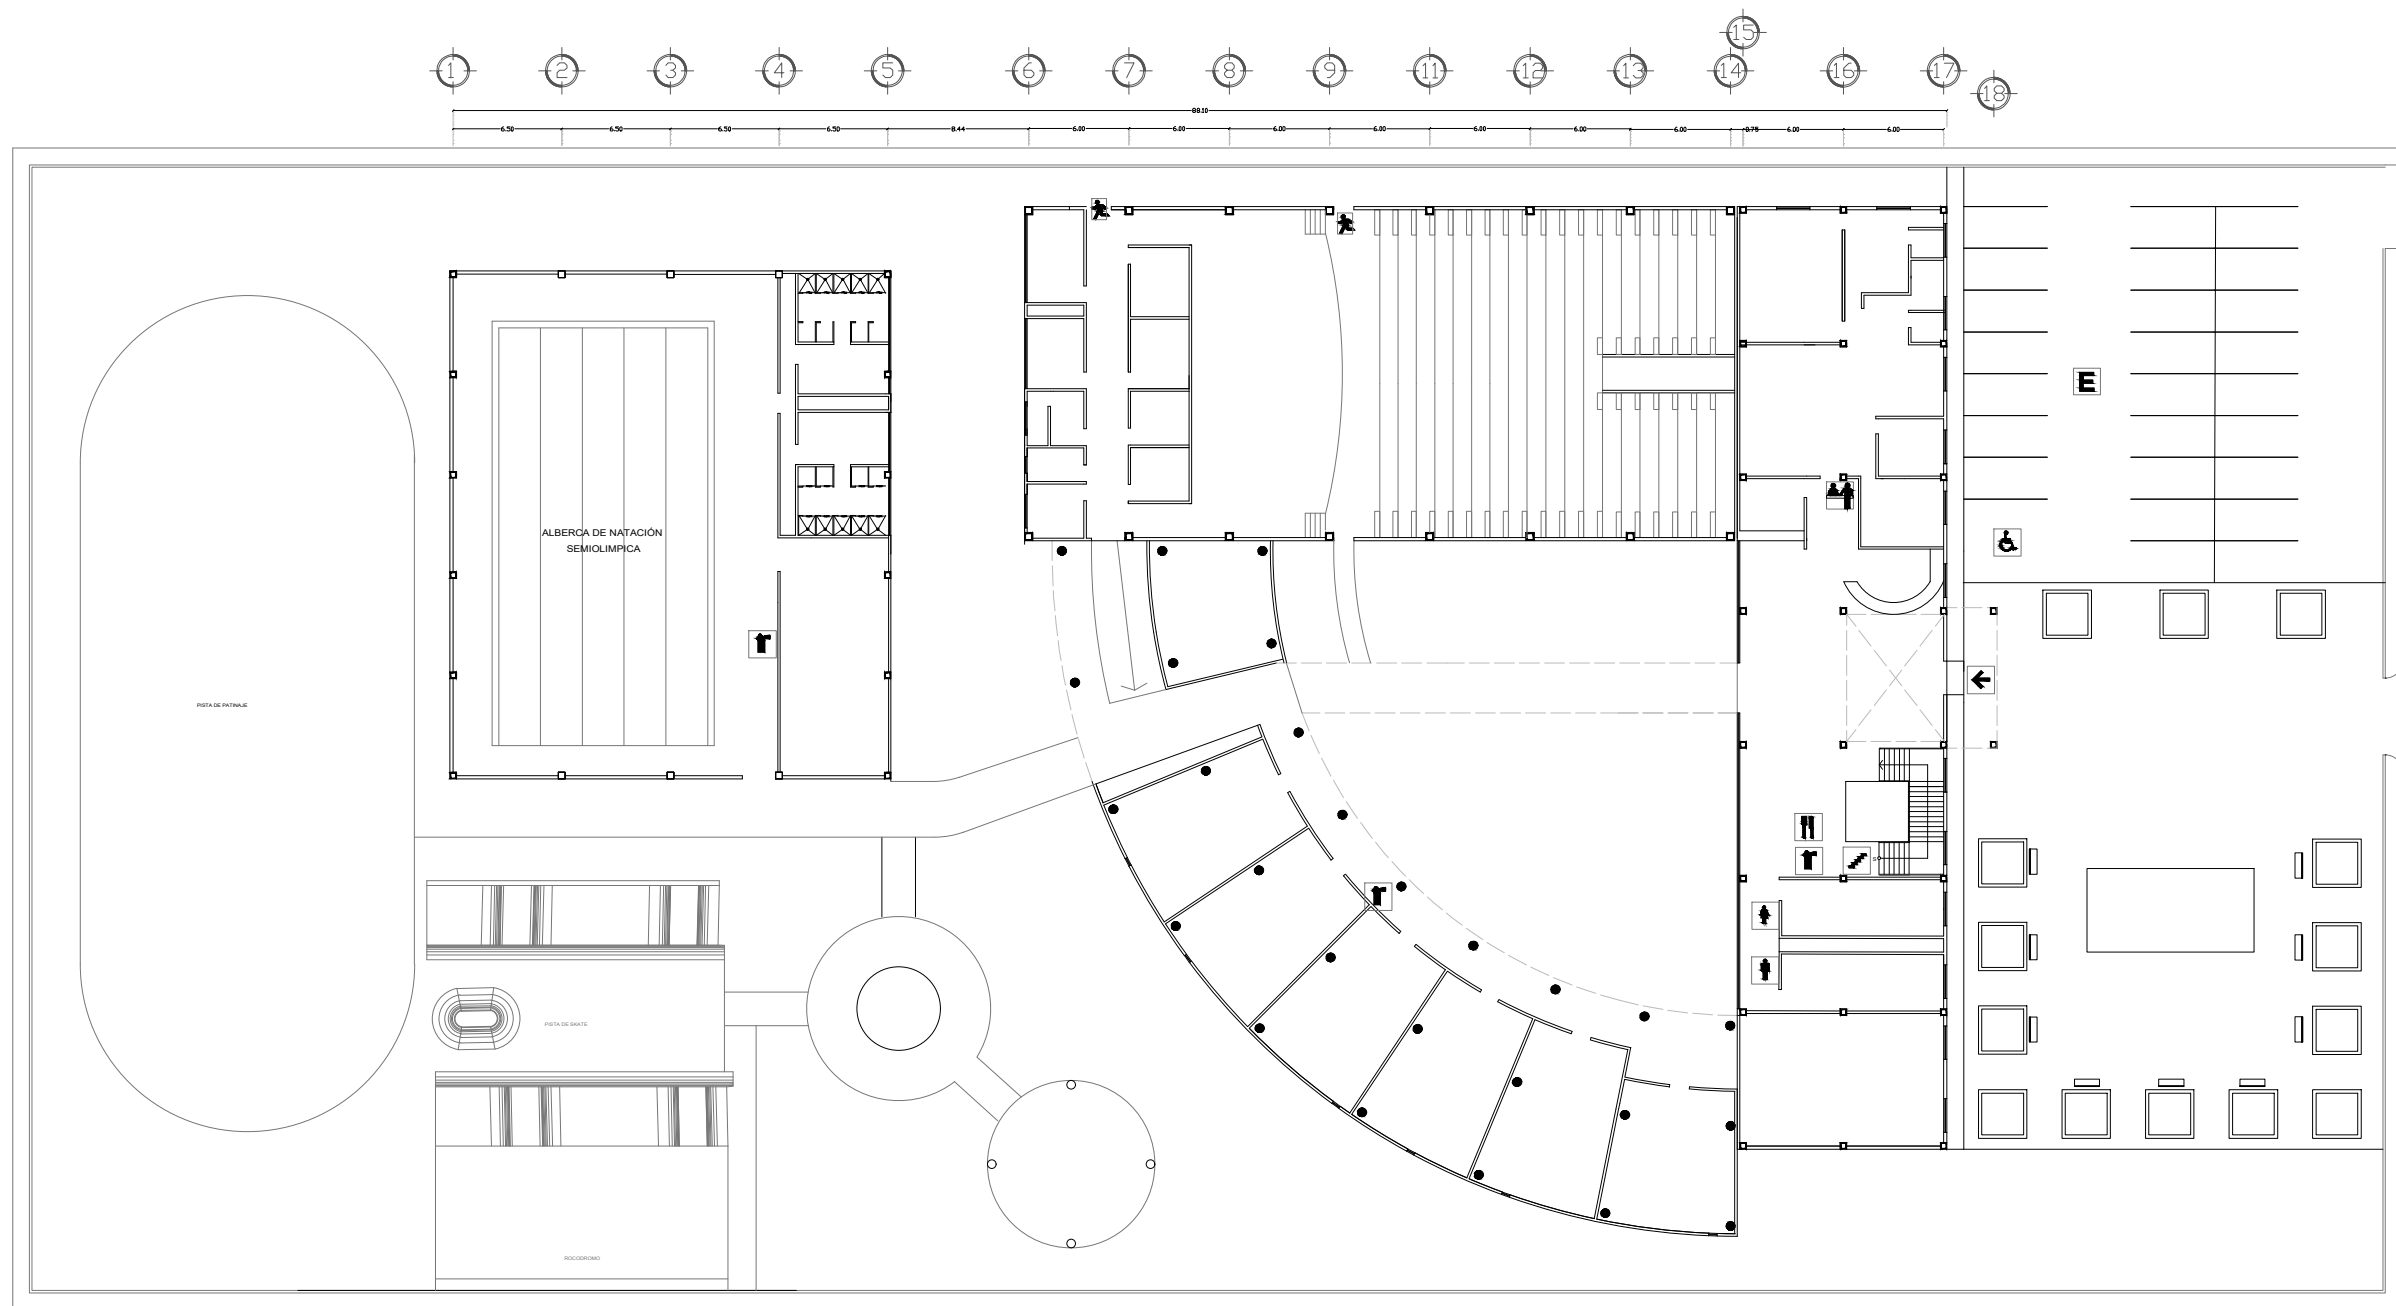 15
1 2 3 4 5 6 7 8 9 11 12 13 14 16 17
18
88.10
6.50 6.50 6.50 6.50 8.44 6.00 6.00 6.00 6.00 6.00 6.00 6.00 0.75 6.00 6.00
E
ALBERCA DE NATACIÓN
SEMIOLIMPICA
PISTA DE PATINAJE
S
PISTA DE SKATE
ROCODROMO